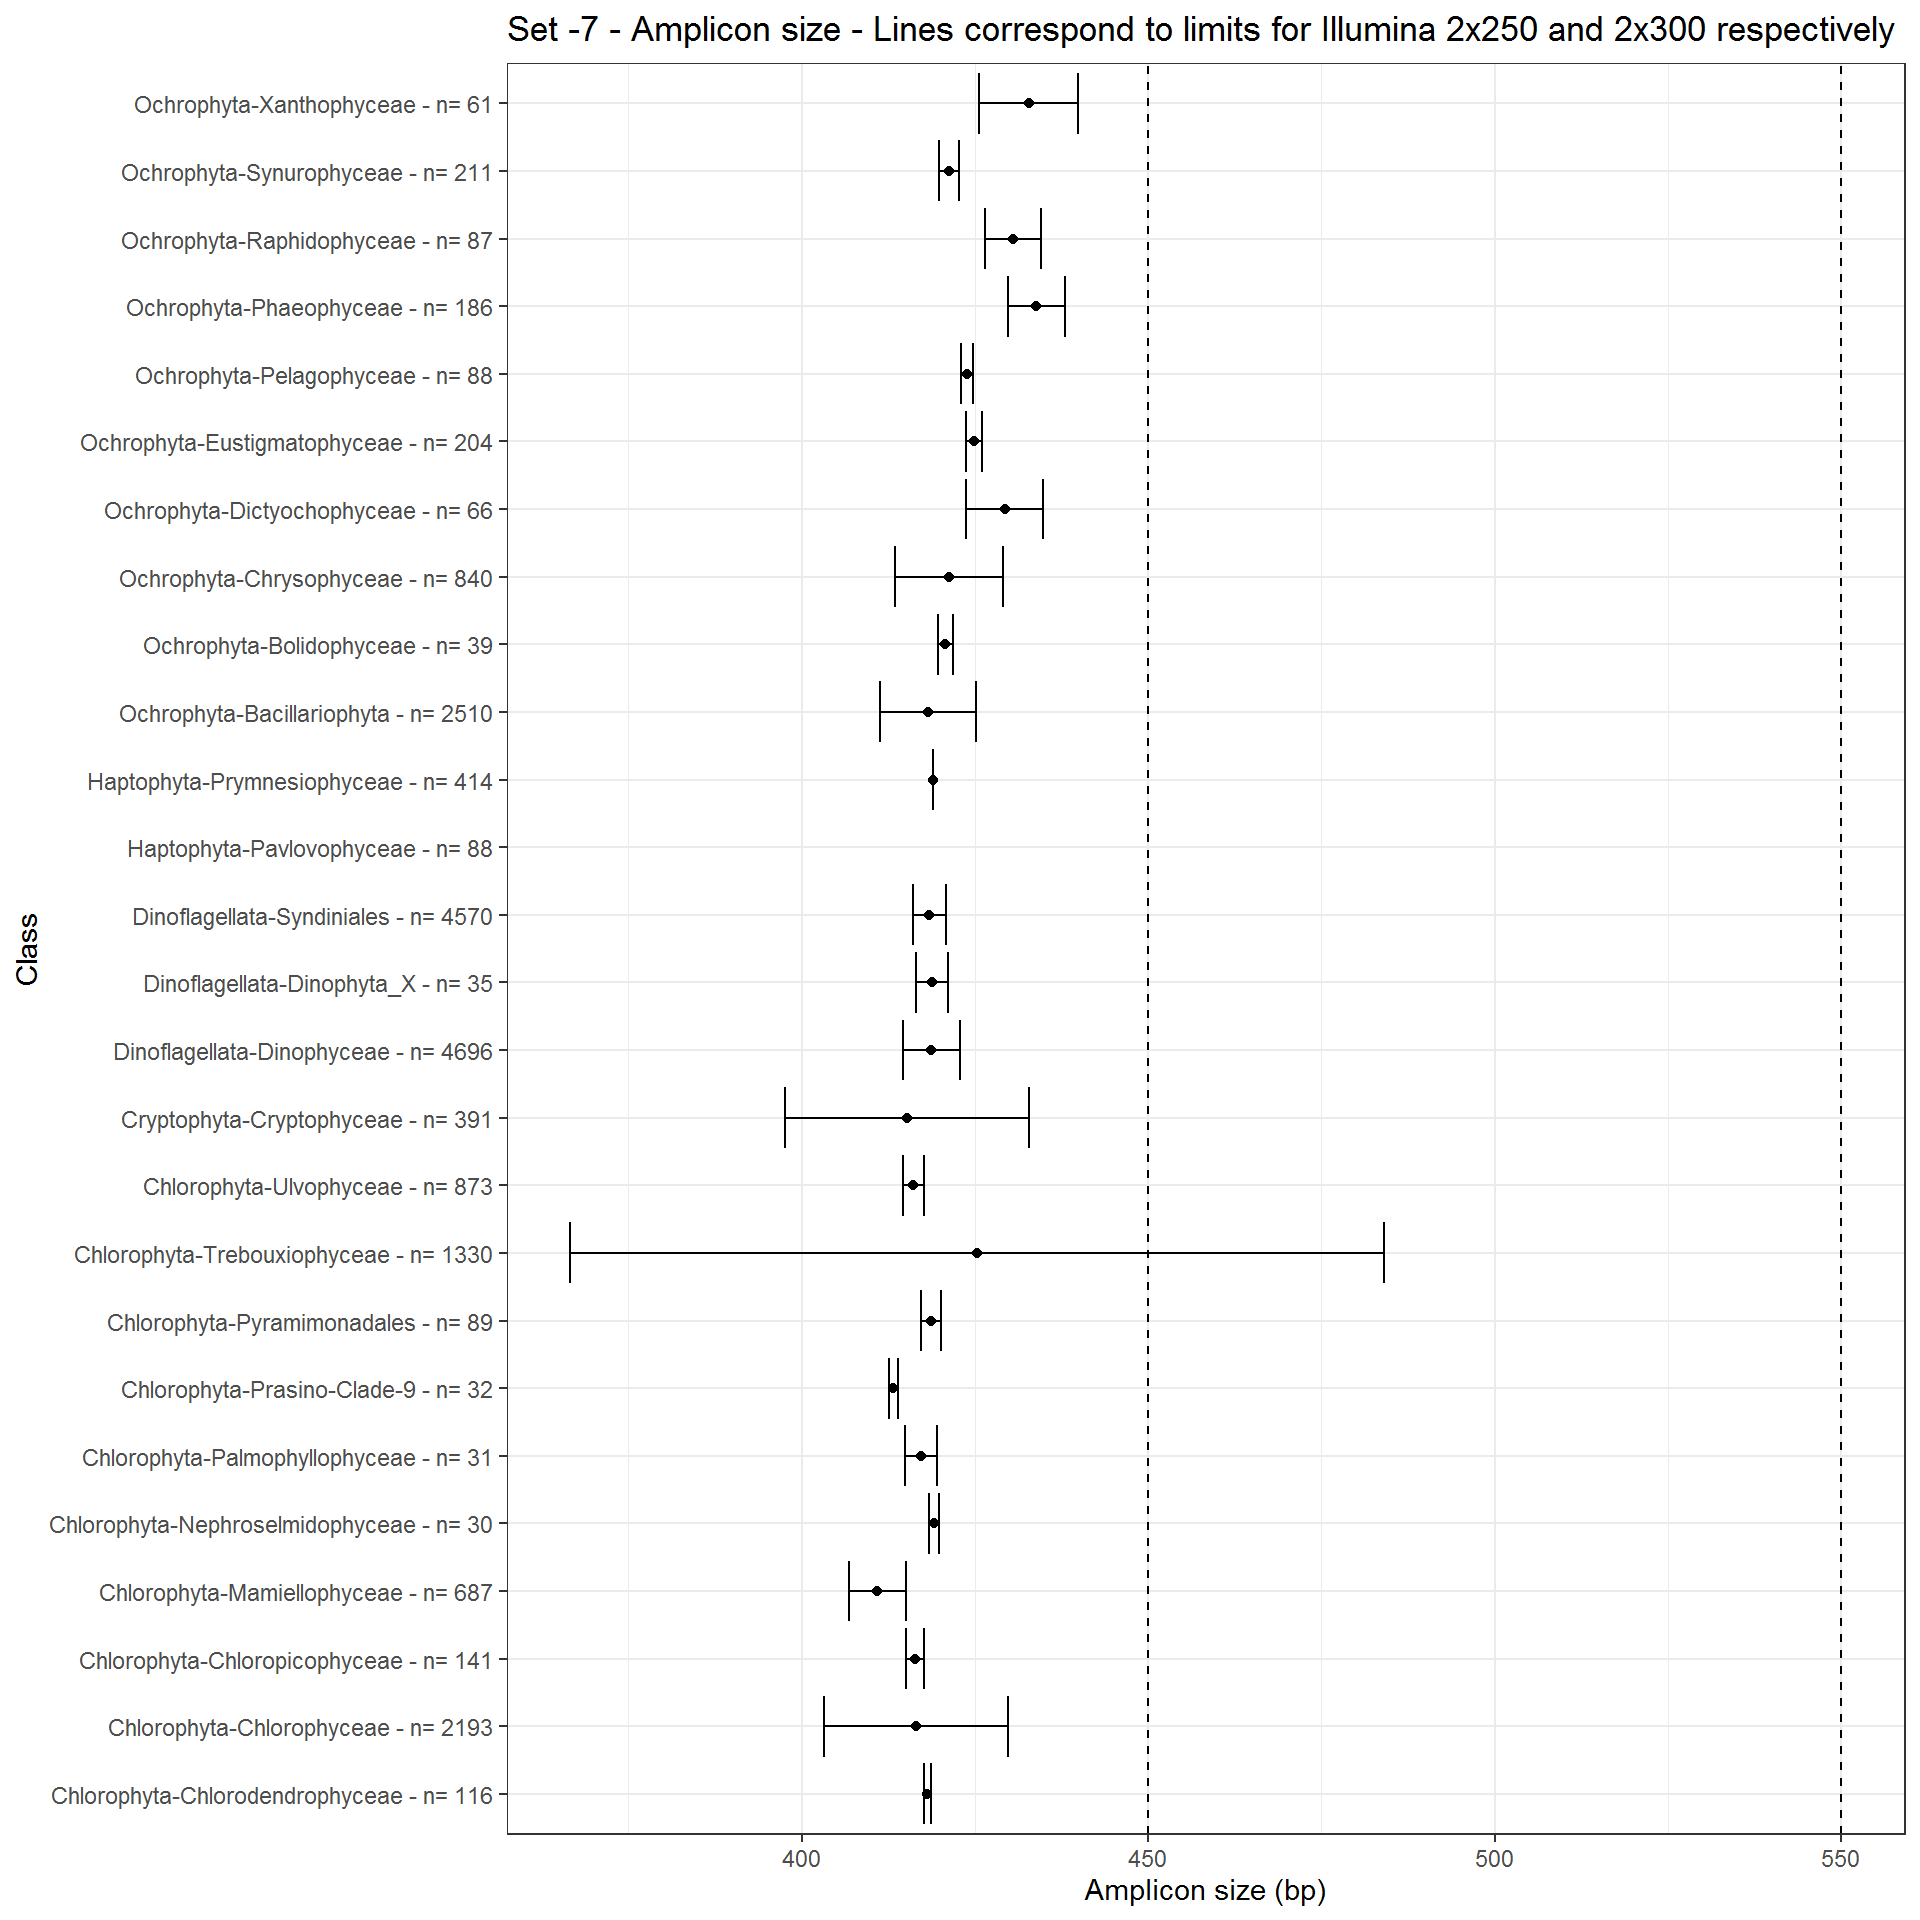 Set -7 - Amplicon size - Lines correspond to limits for Illumina 2x250 and 2x300 respectively
Ochrophyta-Xanthophyceae - n= 61
Ochrophyta-Synurophyceae - n= 211
Ochrophyta-Raphidophyceae - n= 87
Ochrophyta-Phaeophyceae - n= 186
Ochrophyta-Pelagophyceae - n= 88
Ochrophyta-Eustigmatophyceae - n= 204
Ochrophyta-Dictyochophyceae - n= 66
Ochrophyta-Chrysophyceae - n= 840
Ochrophyta-Bolidophyceae - n= 39
Ochrophyta-Bacillariophyta - n= 2510
Haptophyta-Prymnesiophyceae - n= 414
Haptophyta-Pavlovophyceae - n= 88
Dinoflagellata-Syndiniales - n= 4570
Dinoflagellata-Dinophyta_X - n= 35
Dinoflagellata-Dinophyceae - n= 4696
Cryptophyta-Cryptophyceae - n= 391
Chlorophyta-Ulvophyceae - n= 873
Chlorophyta-Trebouxiophyceae - n= 1330
Chlorophyta-Pyramimonadales - n= 89
Chlorophyta-Prasino-Clade-9 - n= 32
Chlorophyta-Palmophyllophyceae - n= 31
Chlorophyta-Nephroselmidophyceae - n= 30
Chlorophyta-Mamiellophyceae - n= 687
Chlorophyta-Chloropicophyceae - n= 141
Chlorophyta-Chlorophyceae - n= 2193
Chlorophyta-Chlorodendrophyceae - n= 116
Class
400 450 500 550
Amplicon size (bp)